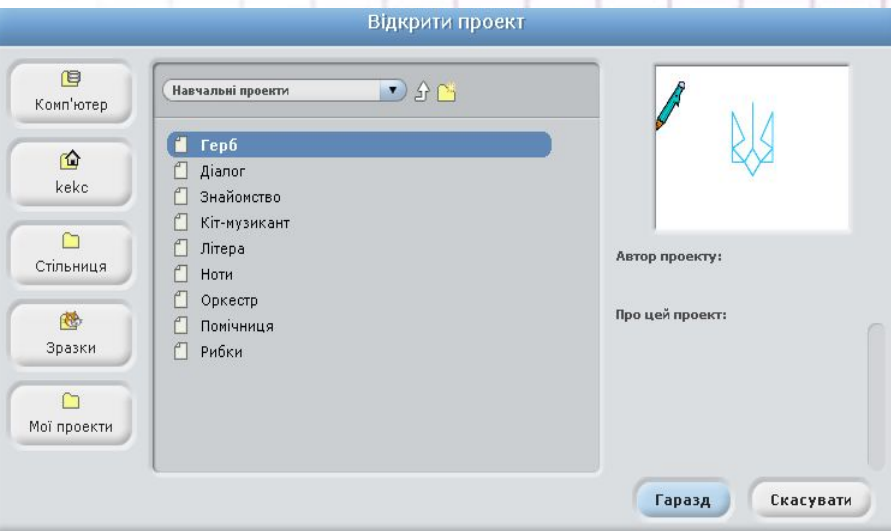 Відкрити проект
Комп'ютер
kekc
Стільниця
Зразки
Мої проекти
Навчальні проекти
Герб
Діалог
Знайомство
Кіт-музикант
Літера
Ноти
Оркестр
Помічниця
Рибки
Автор проекту:
Про цей проект:
Гаразд
Скасувати